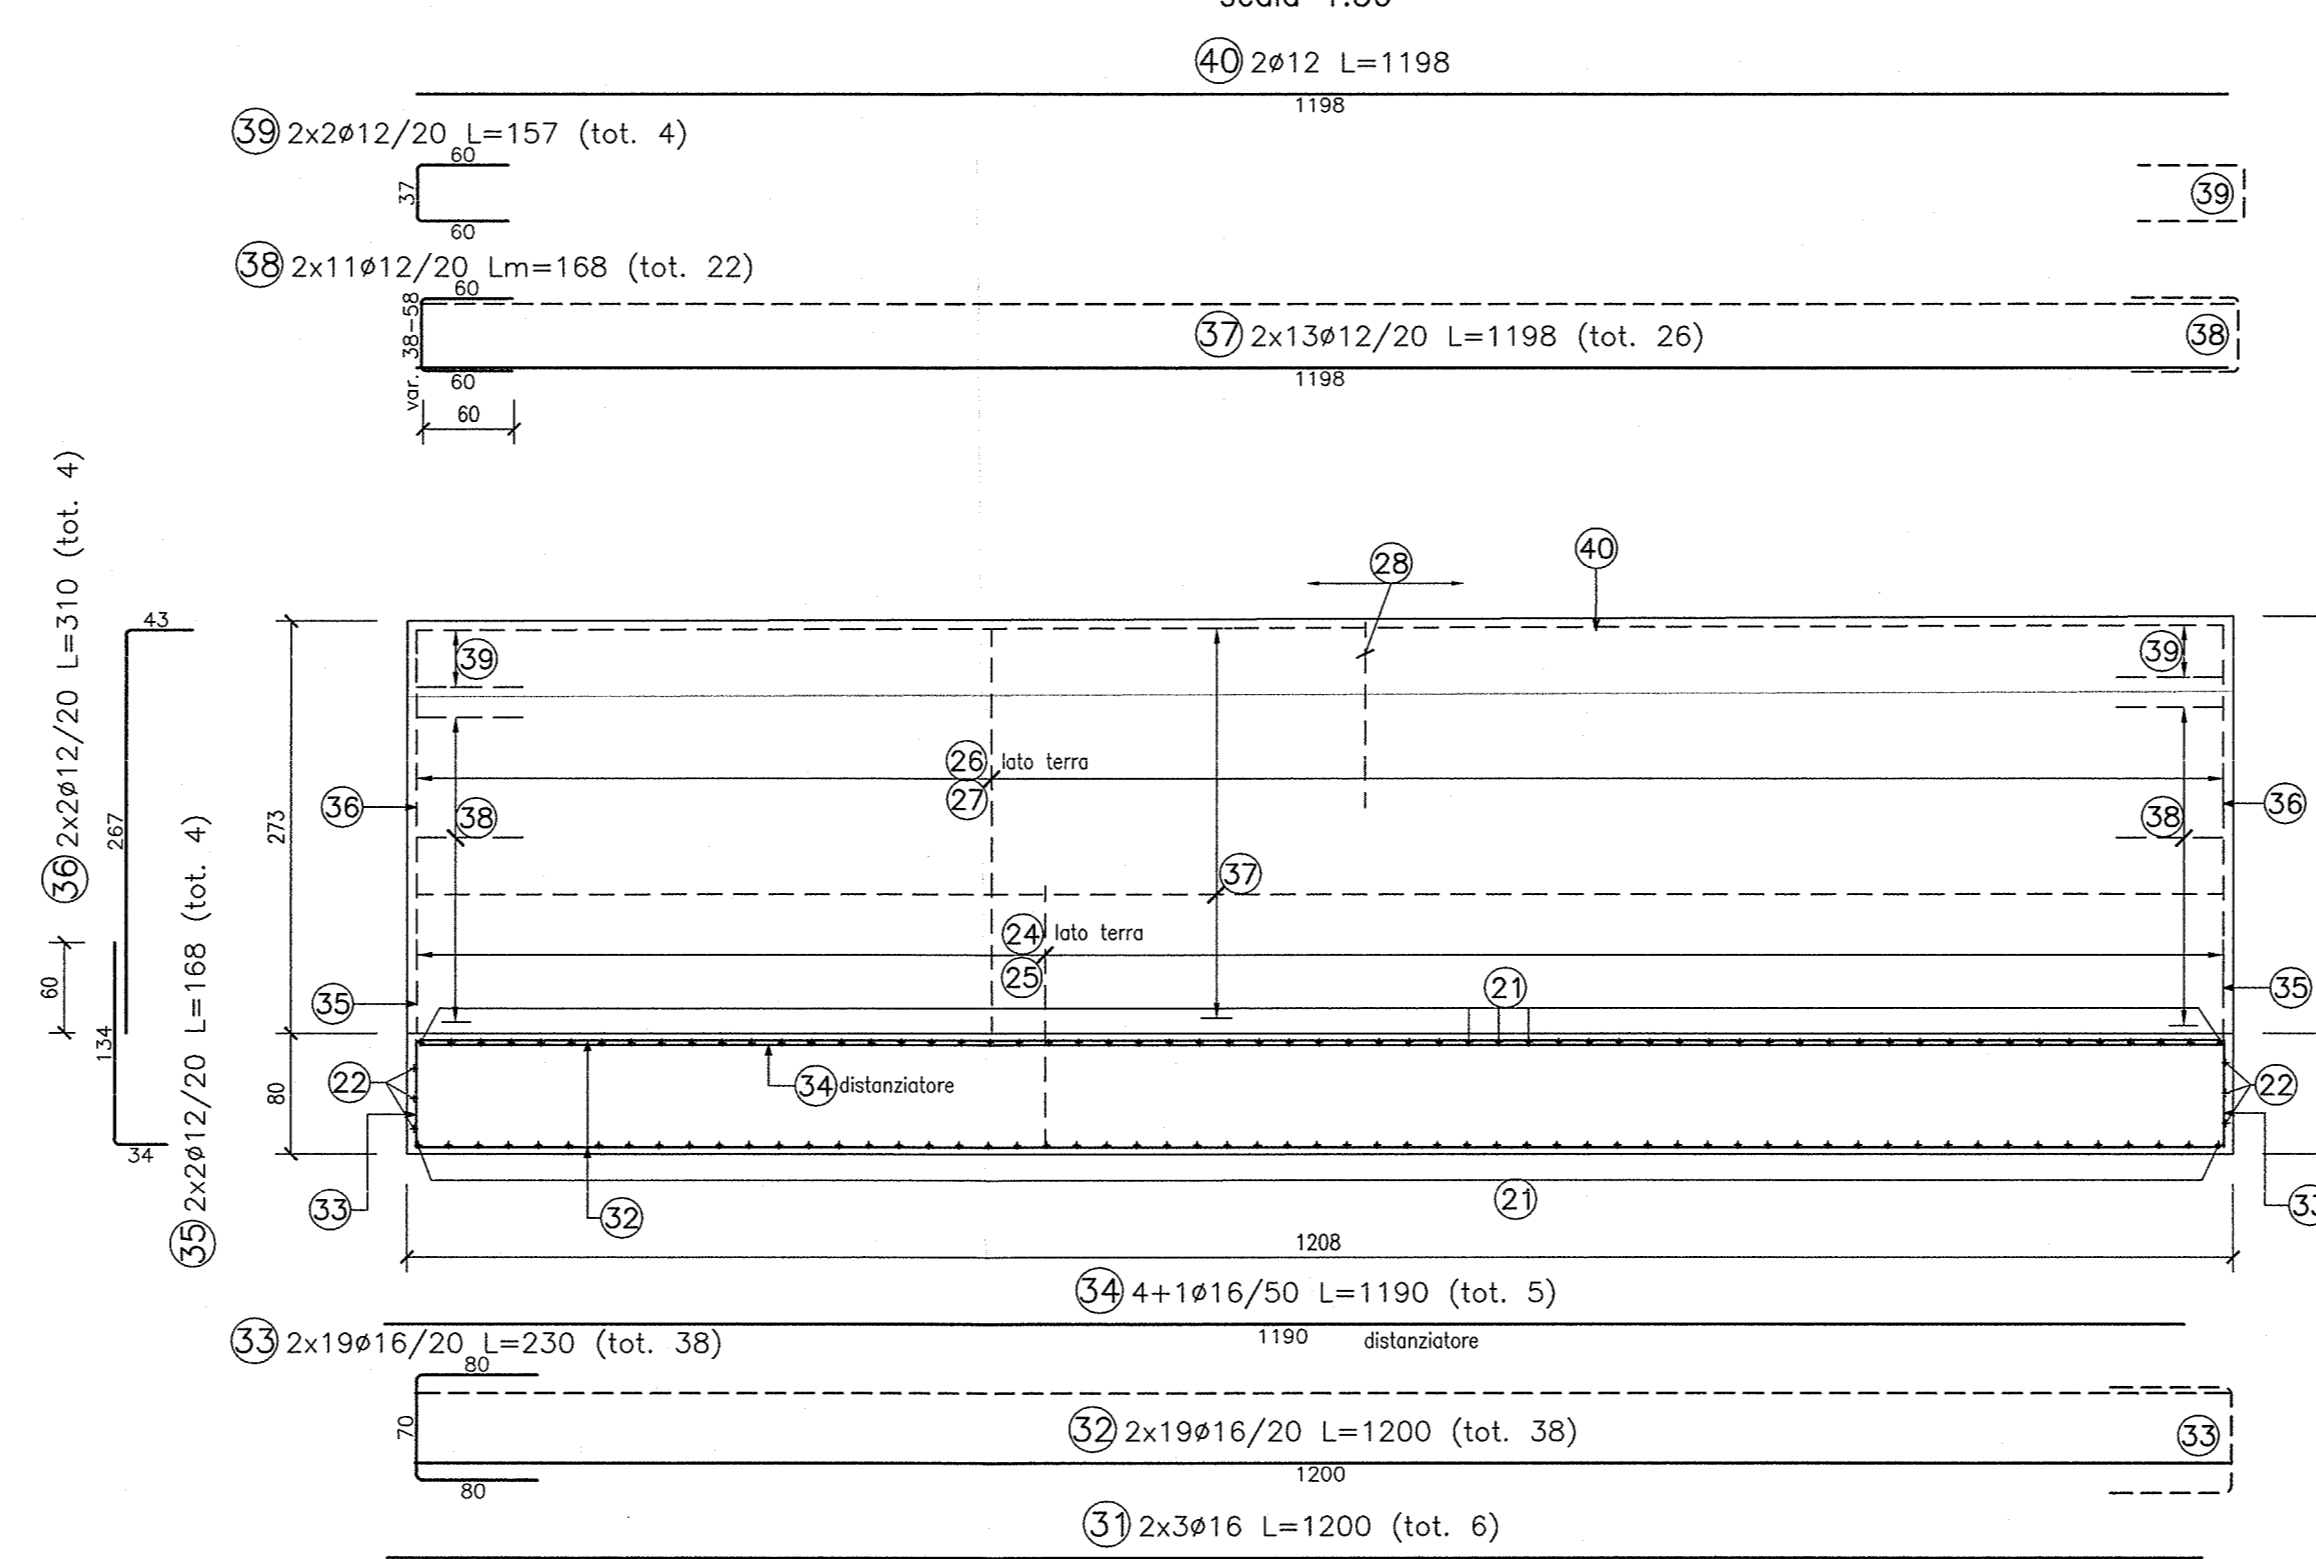 40 2ø12 L=1198
1198
39 2x2ø12/20 L=157 (tot. 4)
60
37
60
39
38 2x11ø12/20 Lm=168 (tot. 22)
60
var. 38-58
37 2x13ø12/20 L=1198 (tot. 26)
38
60
1198
60
36 2x2ø12/20 L=310 (tot. 4)
43
267
60
35 2x2ø12/20 L=168 (tot. 4)
134
34
273
80
28
40
39
39
26 lato terra
27
36
36
38
38
37
24 lato terra
25
35
35
21
22
22
34 distanziatore
33
32
21
1208
34 4+1ø16/50 L=1190 (tot. 5)
1190 distanziatore
33 2x19ø16/20 L=230 (tot. 38)
80
70
32 2x19ø16/20 L=1200 (tot. 38)
33
80
1200
31 2x3ø16 L=1200 (tot. 6)